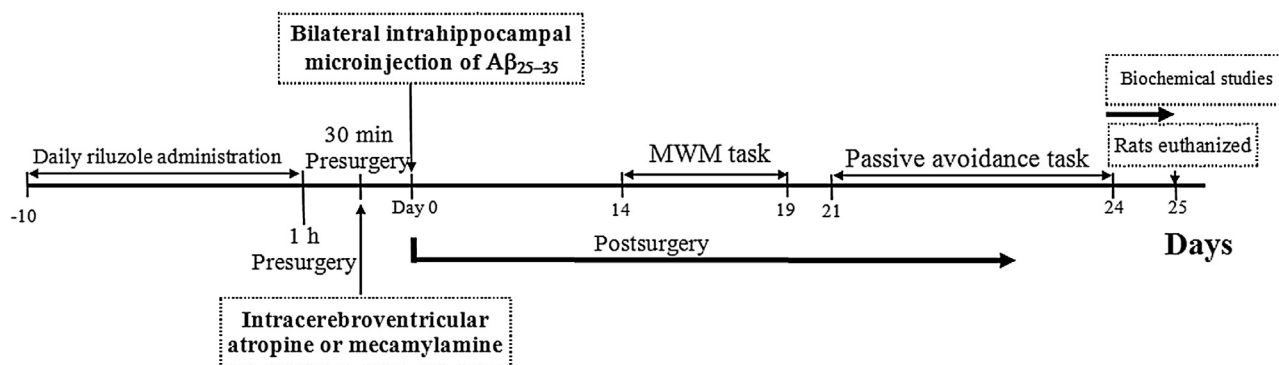 Bilateral intrahippocampal
microinjection of Aβ25–35
Biochemical studies
30 min
Presurgery
Daily riluzole administration
MWM task
Passive avoidance task
Rats euthanized
-10
Day 0
14
19
21
24
25
1 h
Presurgery
Postsurgery
Days
Intracerebroventricular
atropine or mecamylamine